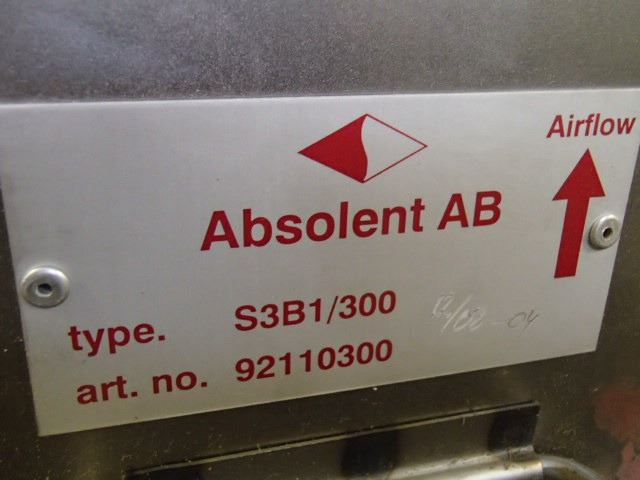 Airflow
Absolent AB
type. S3B1/300
art. no. 92110300